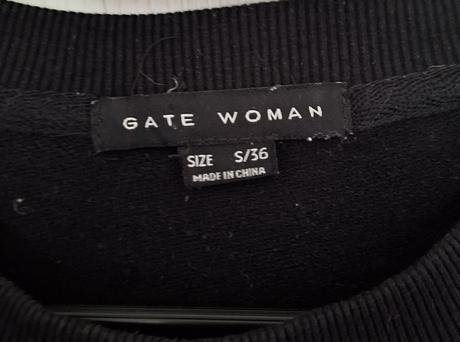 GATE WOMAN
SIZE S/36
MADE IN CHINA